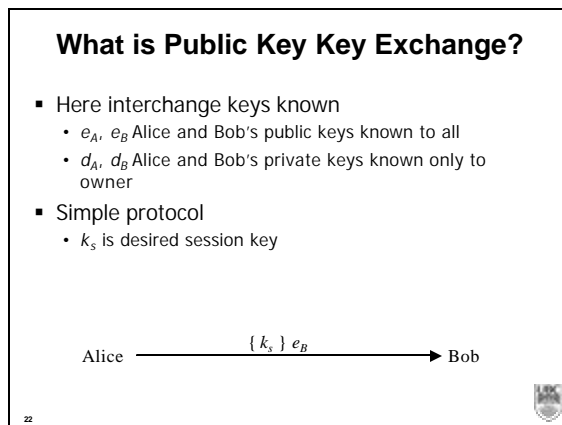 What is Public Key Key Exchange?
▪ Here interchange keys known
• e_A, e_B Alice and Bob's public keys known to all
• d_A, d_B Alice and Bob's private keys known only to
owner
▪ Simple protocol
• k_s is desired session key
{ k_s } e_B
Alice Bob
22
UBC